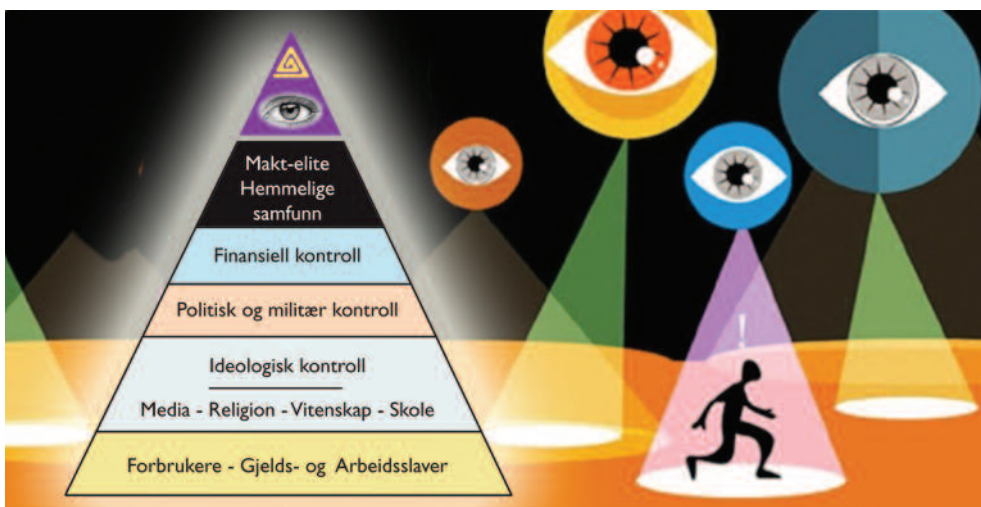 Makt-elite
Hemmelige
samfunn
Finansiell kontroll
Politisk og militær kontroll
Ideologisk kontroll
Media - Religion - Vitenskap - Skole
Forbrukere - Gjelds- og Arbeidsslaver
!